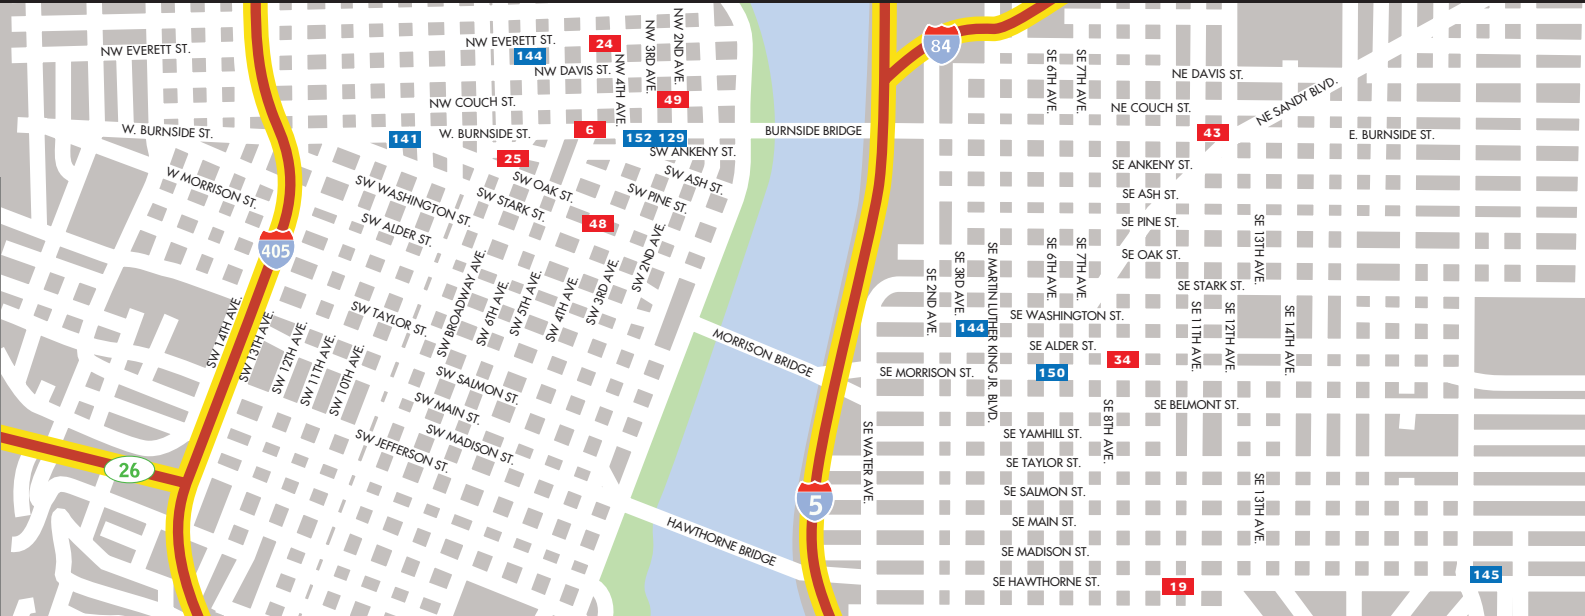 NW EVERETT ST.
NW EVERETT ST.
144
24
NW DAVIS ST.
NW 4TH AVE.
NW 3RD AVE.
NW 2ND AVE.
49
NW COUCH ST.
W. BURNSIDE ST.
141
W. BURNSIDE ST.
6
152 129
SW ANKENY ST.
BURNSIDE BRIDGE
25
W MORRISON ST.
SW WASHINGTON ST.
SW ALDER ST.
SW OAK ST.
SW STARK ST.
SW ASH ST.
SW PINE ST.
48
405
SW 14TH AVE.
SW 13TH AVE.
SW 12TH AVE.
SW 11TH AVE.
SW 10TH AVE.
SW TAYLOR ST.
SW BROADWAY AVE.
SW 6TH AVE.
SW 5TH AVE.
SW 4TH AVE.
SW 3RD AVE.
SW 2ND AVE.
SW SALMON ST.
SW MAIN ST.
SW MADISON ST.
SW JEFFERSON ST.
26
MORRISON BRIDGE
HAWTHORNE BRIDGE
5
84
SE 6TH AVE.
SE 7TH AVE.
NE DAVIS ST.
NE COUCH ST.
NE SANDY BLVD.
43
E. BURNSIDE ST.
SE ANKENY ST.
SE ASH ST.
SE PINE ST.
SE OAK ST.
SE 13TH AVE.
SE STARK ST.
SE 2ND AVE.
SE 3RD AVE.
SE MARTIN LUTHER KING JR. BLVD.
SE 6TH AVE.
SE 7TH AVE.
SE WASHINGTON ST.
144
SE 11TH AVE.
SE 12TH AVE.
SE 14TH AVE.
SE ALDER ST.
34
SE MORRISON ST.
150
SE BELMONT ST.
SE 8TH AVE.
SE WATER AVE.
SE YAMHILL ST.
SE TAYLOR ST.
SE SALMON ST.
SE 13TH AVE.
SE MAIN ST.
SE MADISON ST.
SE HAWTHORNE ST.
19
145